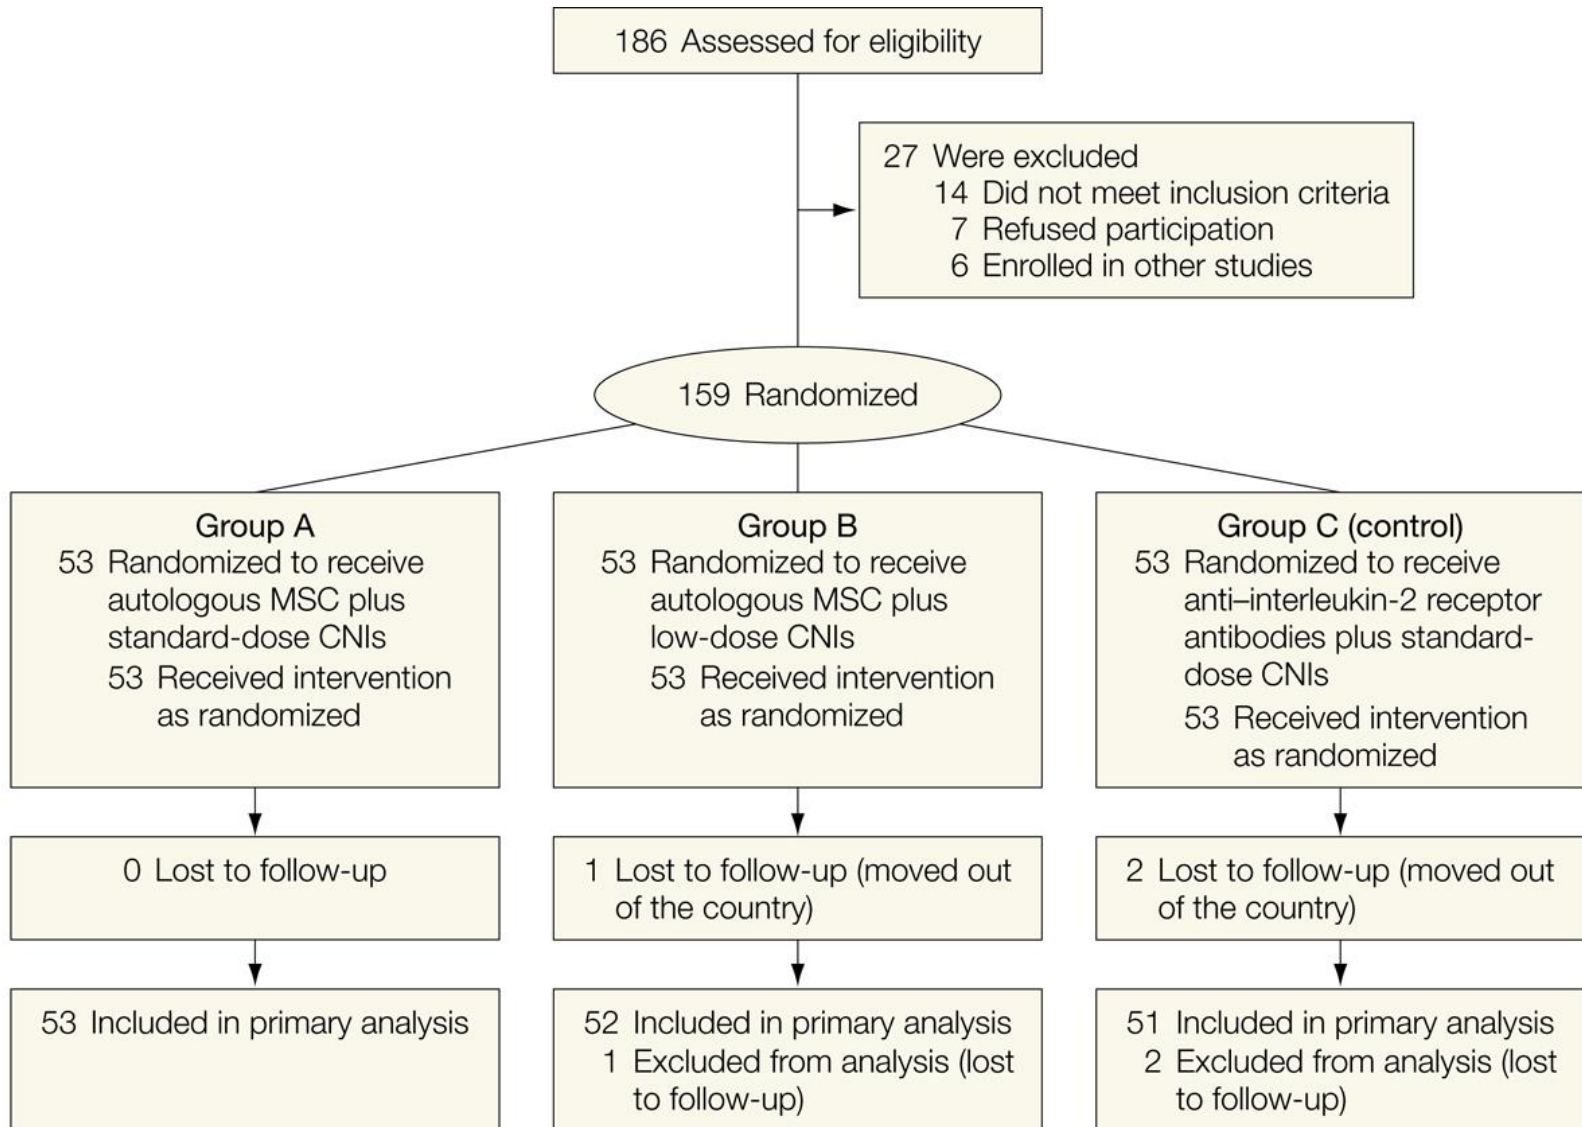 186 Assessed for eligibility
27 Were excluded
14 Did not meet inclusion criteria
7 Refused participation
6 Enrolled in other studies
159 Randomized
Group A
53 Randomized to receive
autologous MSC plus
standard-dose CNIs
53 Received intervention
as randomized
Group B
53 Randomized to receive
autologous MSC plus
low-dose CNIs
53 Received intervention
as randomized
Group C (control)
53 Randomized to receive
anti–interleukin-2 receptor
antibodies plus standard-
dose CNIs
53 Received intervention
as randomized
0 Lost to follow-up
1 Lost to follow-up (moved out
of the country)
2 Lost to follow-up (moved out
of the country)
53 Included in primary analysis
52 Included in primary analysis
1 Excluded from analysis (lost
to follow-up)
51 Included in primary analysis
2 Excluded from analysis (lost
to follow-up)